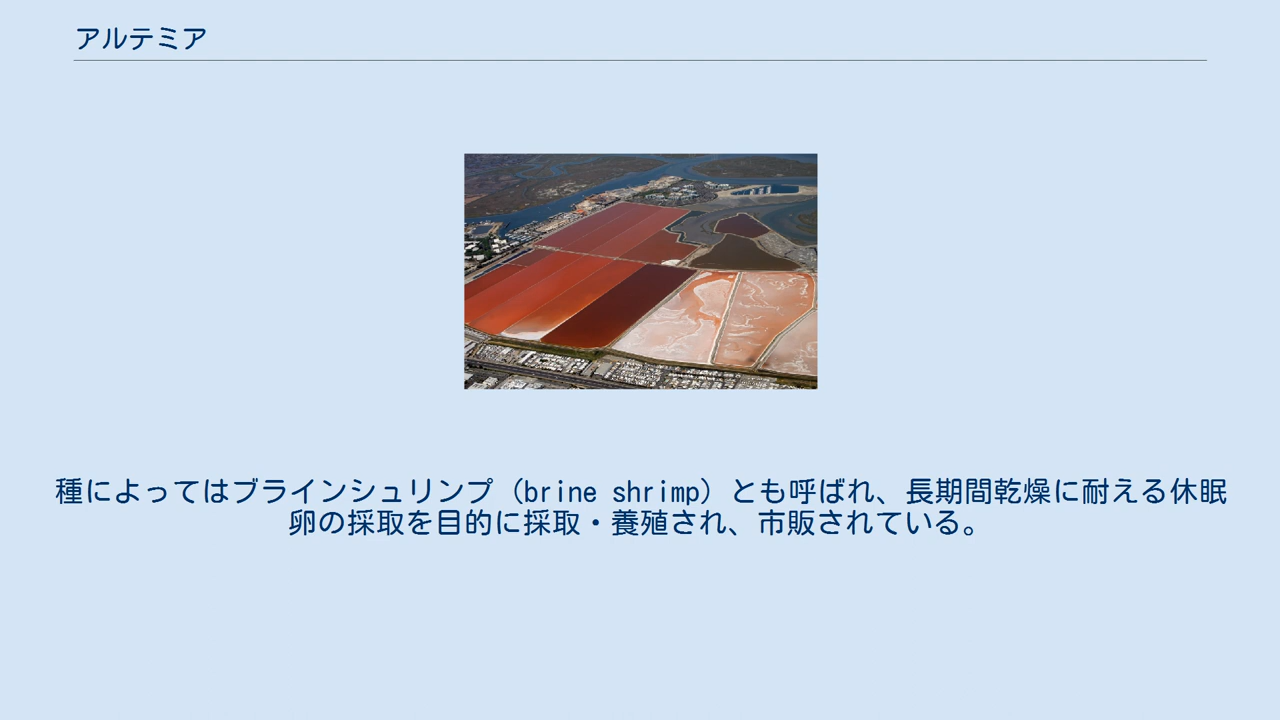 アルテミア
種によってはブラインシュリンプ（brine shrimp）とも呼ばれ、長期間乾燥に耐える休眠
卵の採取を目的に採取・養殖され、市販されている。